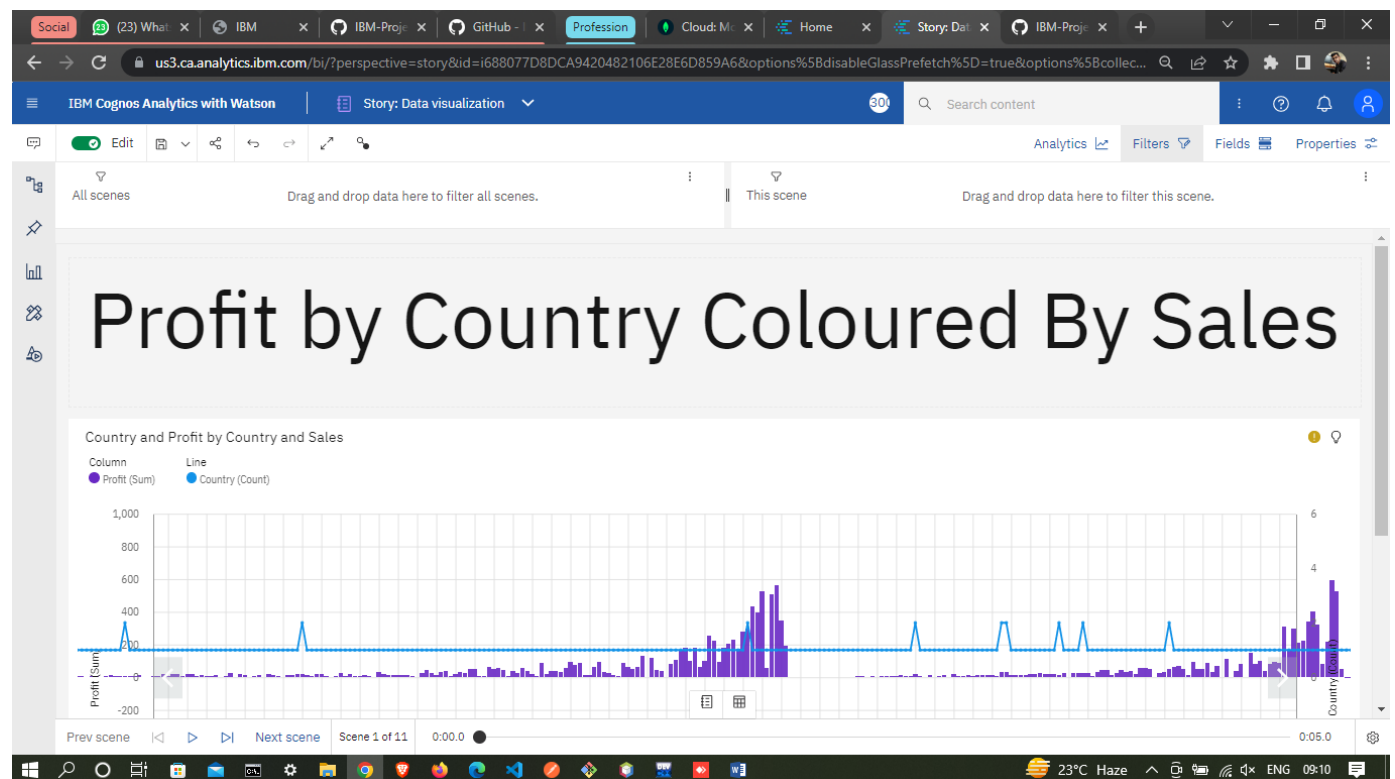 Social
(23) What
IBM
IBM-Proje
GitHub - I
Profession
Cloud: Mo
Home
Story: Dat
IBM-Proje
us3.ca.analytics.ibm.com/bi/?perspective=story&id=i688077D8DCA9420482106E28E6D859A6&options%5BdisableGlassPrefetch%5D=true&options%5Bcollec...
IBM Cognos Analytics with Watson
Story: Data visualization
Search content
Edit
Analytics
Filters
Fields
Properties
All scenes
Drag and drop data here to filter all scenes.
This scene
Drag and drop data here to filter this scene.
Profit by Country Coloured By Sales
Country and Profit by Country and Sales
Column
Line
Profit (Sum)
Country (Count)
1,000
800
600
400
200
0
-200
Profit (Sum)
6
4
0
Country (Count)
Prev scene
Next scene
Scene 1 of 11
0:00.0
0:05.0
23°C Haze
ENG
09:10